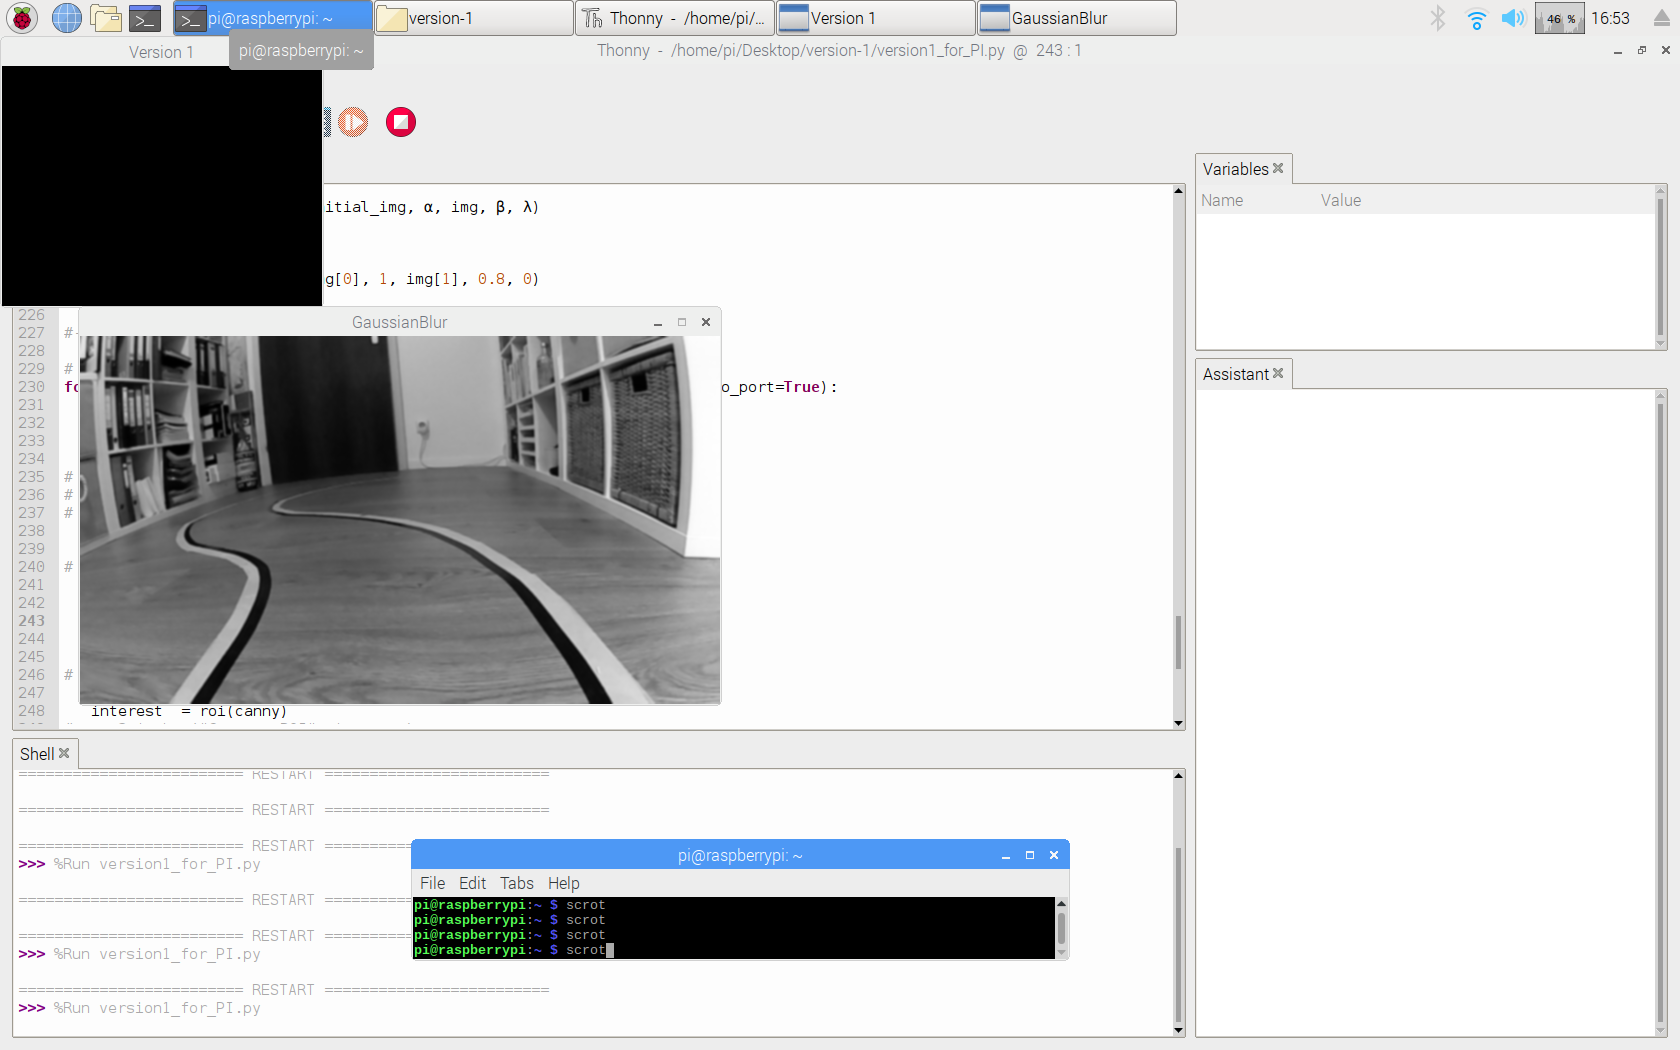 pi@raspberrypi: ~
version-1
Thonny - /home/pi/...
Version 1
GaussianBlur
46 %
16:53
Version 1
pi@raspberrypi: ~
Thonny - /home/pi/Desktop/version-1/version1_for_PI.py @ 243 : 1
itial_img, α, img, β, λ)
g[0], 1, img[1], 0.8, 0)
226
227 #
228
229 #
230 fo
o_port=True):
231
232
233
234
235 #
236 #
237 #
238
239
240 #
241
242
243
244
245
246 #
247
248 interest = roi(canny)
GaussianBlur
Variables
Name Value
Assistant
Shell
========================= RESTART =========================
========================= RESTART =========================
========================= RESTART
>>> %Run version1_for_PI.py
========================= RESTART
========================= RESTART
>>> %Run version1_for_PI.py
========================= RESTART =========================
>>> %Run version1_for_PI.py
pi@raspberrypi: ~
File Edit Tabs Help
pi@raspberrypi:~ $ scrot
pi@raspberrypi:~ $ scrot
pi@raspberrypi:~ $ scrot
pi@raspberrypi:~ $ scrot